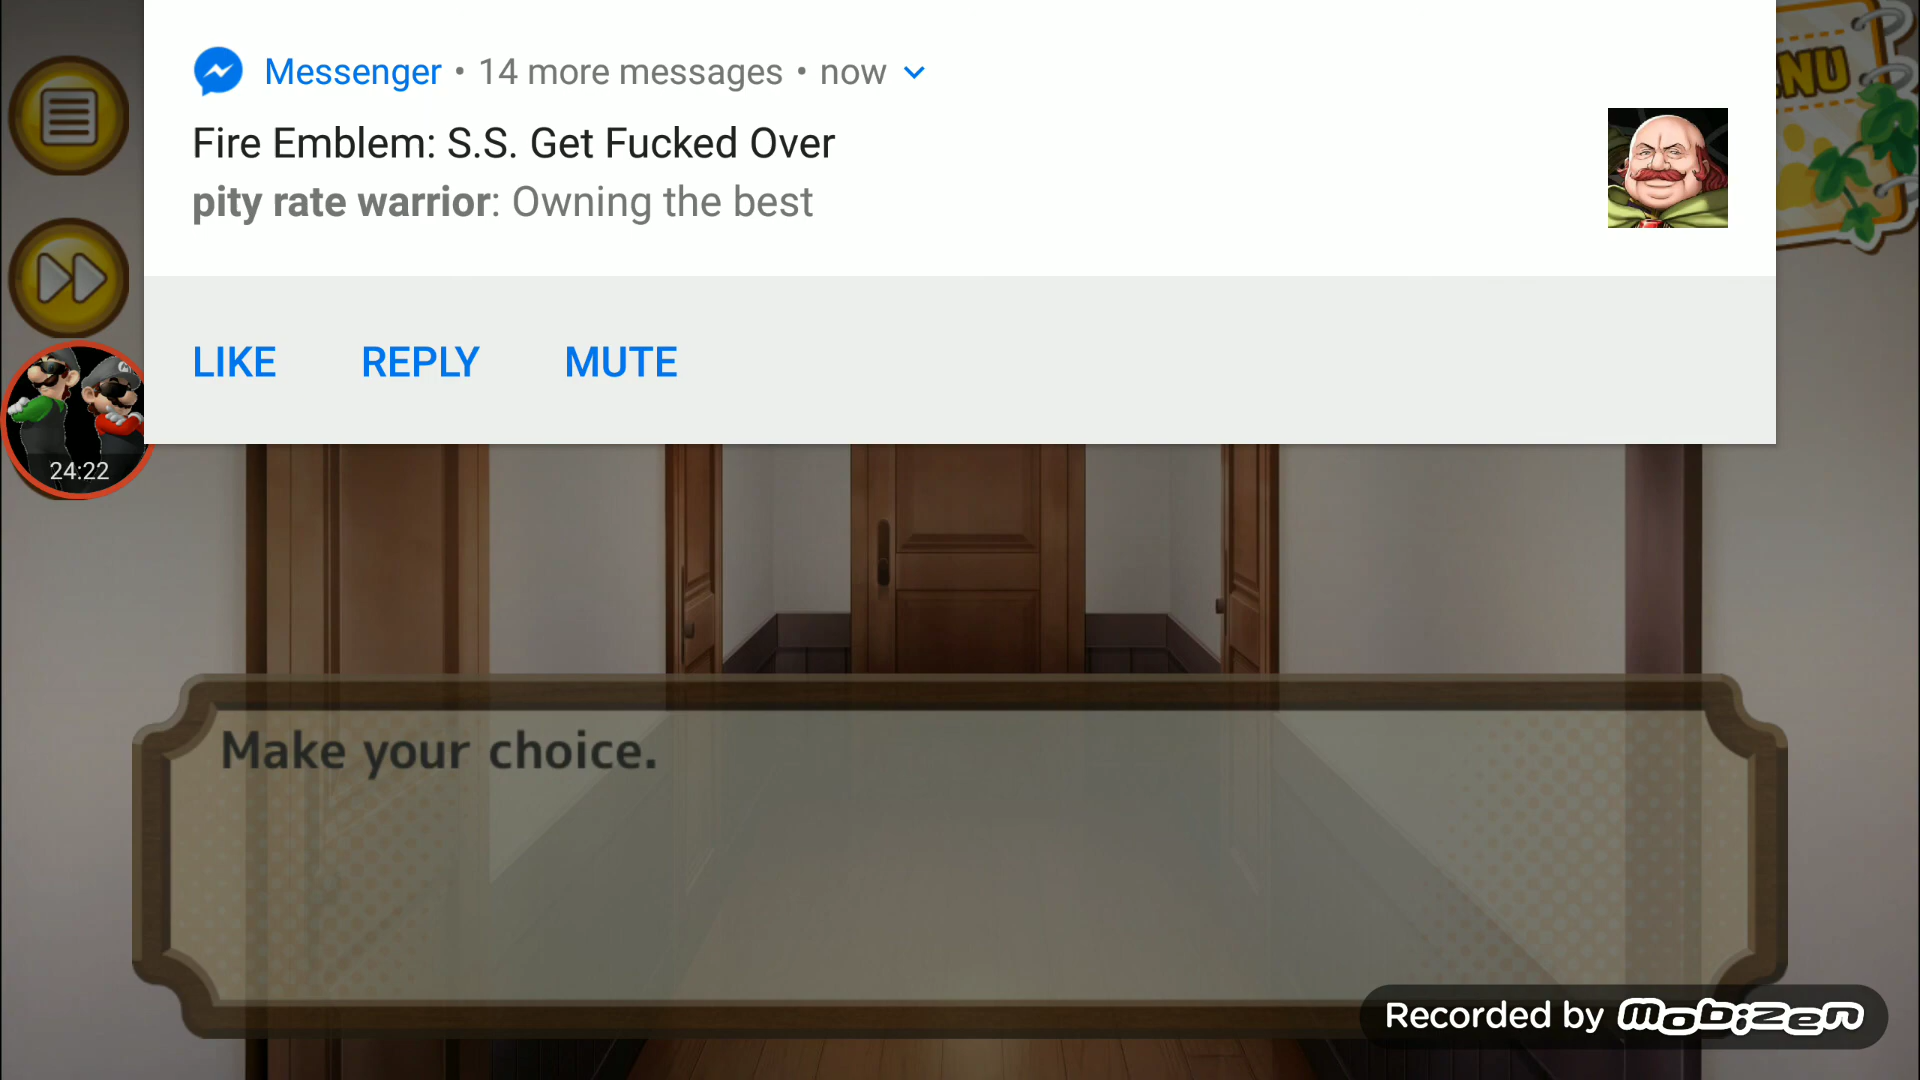 Messenger • 14 more messages • now
Fire Emblem: S.S. Get Fucked Over
pity rate warrior: Owning the best
LIKE REPLY MUTE
ENU
24:22
Make your choice.
Recorded by mobizen